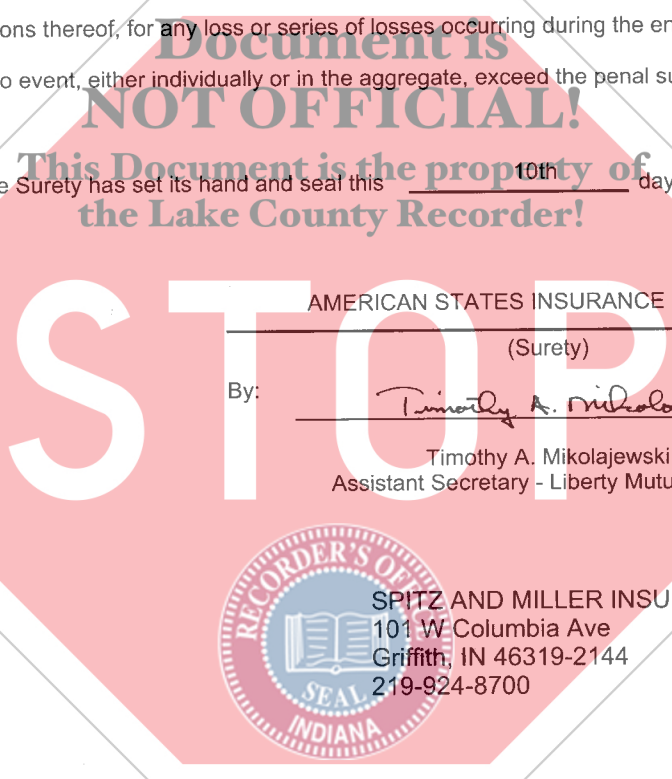 ons thereof, for any loss or series of losses occurring during the en
Document is
o event, either individually or in the aggregate, exceed the penal su
NOT OFFICIAL!
This Document is the property of
e Surety has set its hand and seal this 10th day
the Lake County Recorder!
STOP
AMERICAN STATES INSURANCE
(Surety)
By: Timothy A. Mikolaj
Timothy A. Mikolajewski
Assistant Secretary - Liberty Mutu
RECORDER'S OFFICE
SEAL
INDIANA
SPITZ AND MILLER INSU
101 W Columbia Ave
Griffith, IN 46319-2144
219-924-8700